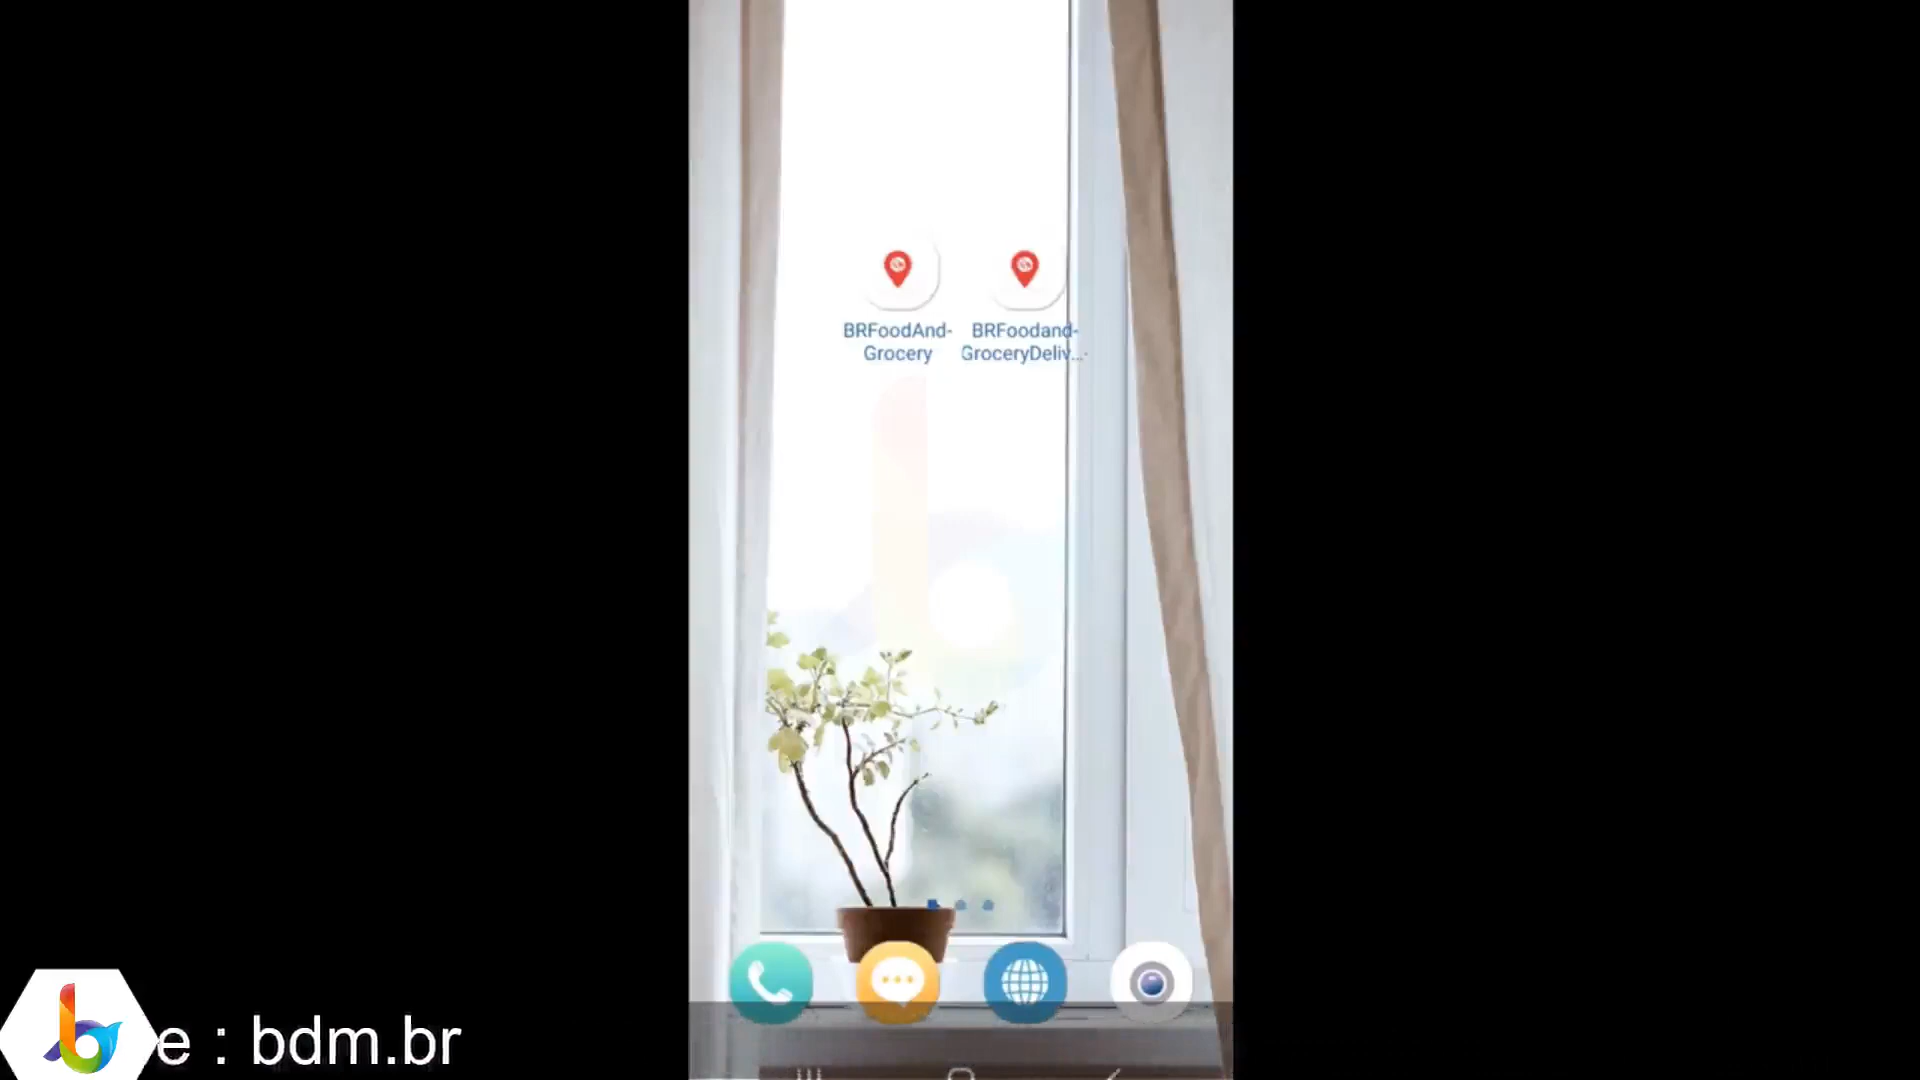 BRFoodAnd-
Grocery
BRFoodand-
GroceryDeliv...
e : bdm.br